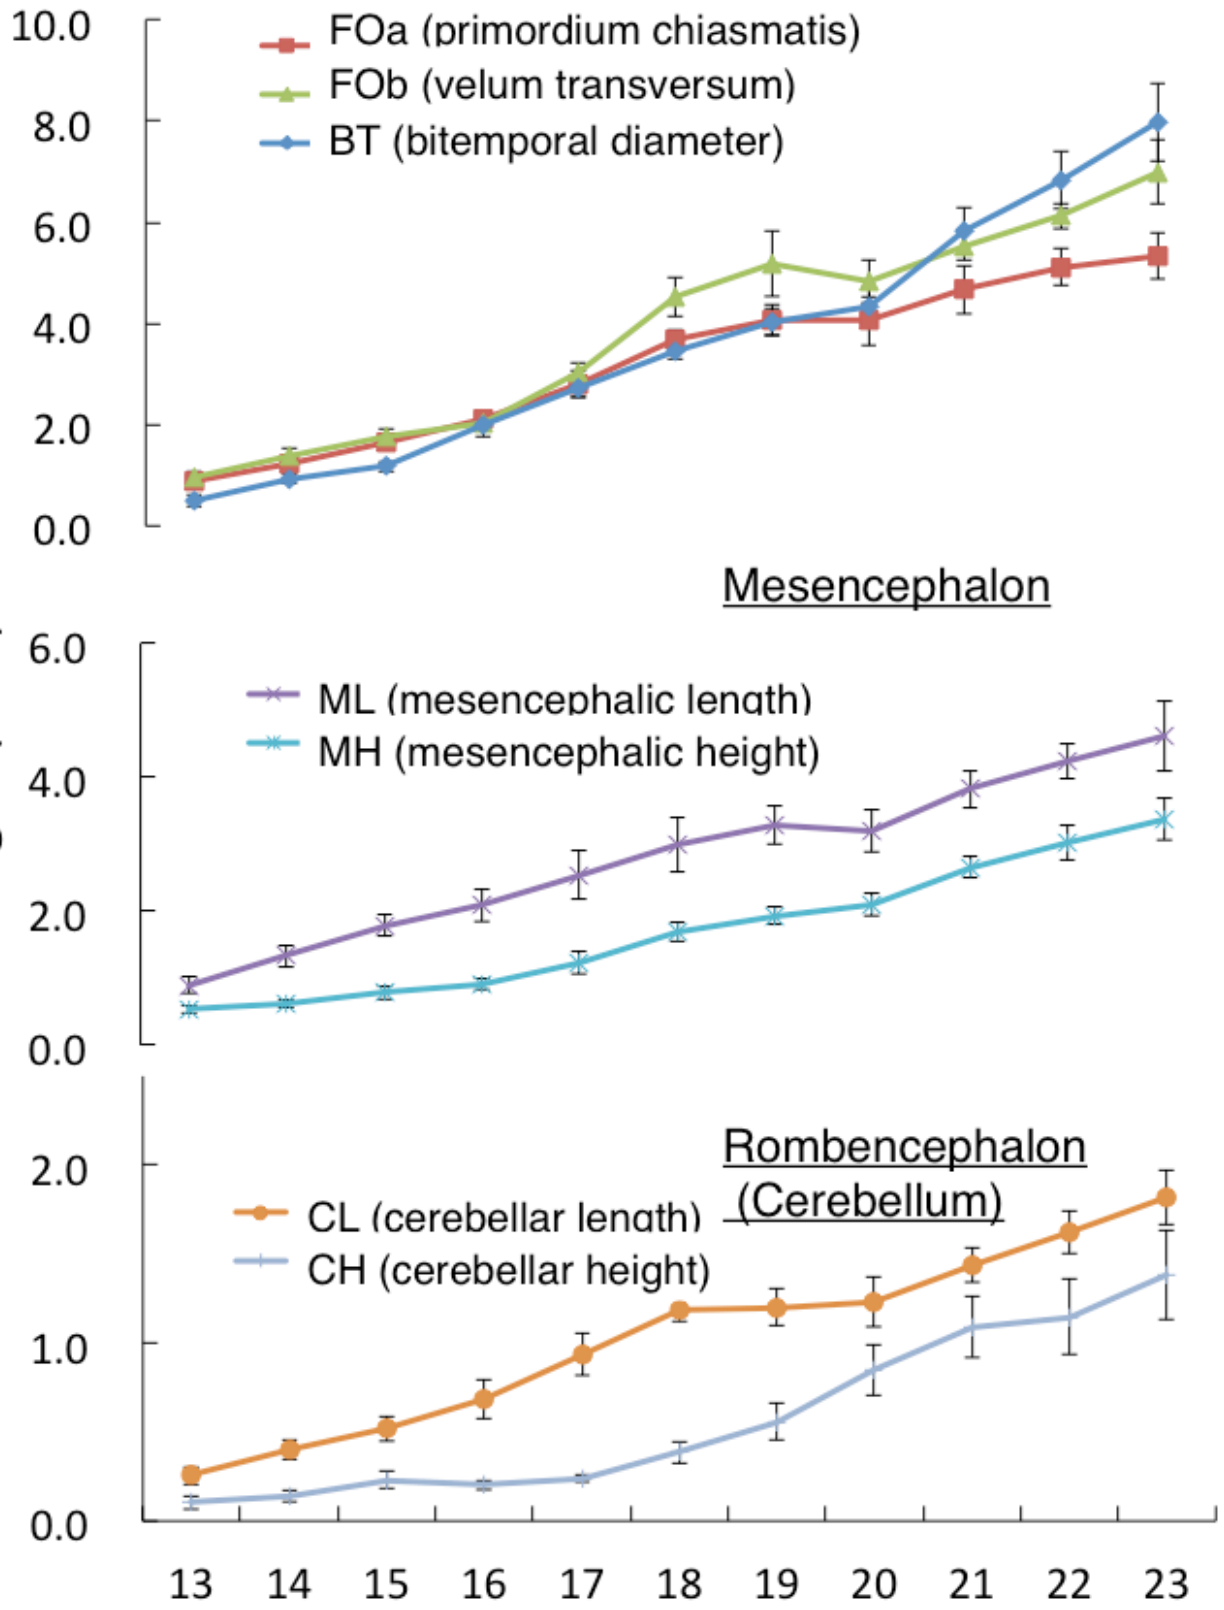 10.0
FOa (primordium chiasmatis)
FOb (velum transversum)
8.0
BT (bitemporal diameter)
6.0
4.0
2.0
0.0
Mesencephalon
6.0
ML (mesencephalic length)
MH (mesencephalic height)
4.0
2.0
0.0
Rombencephalon
(Cerebellum)
2.0
CL (cerebellar length)
CH (cerebellar height)
1.0
0.0
13 14 15 16 17 18 19 20 21 22 23